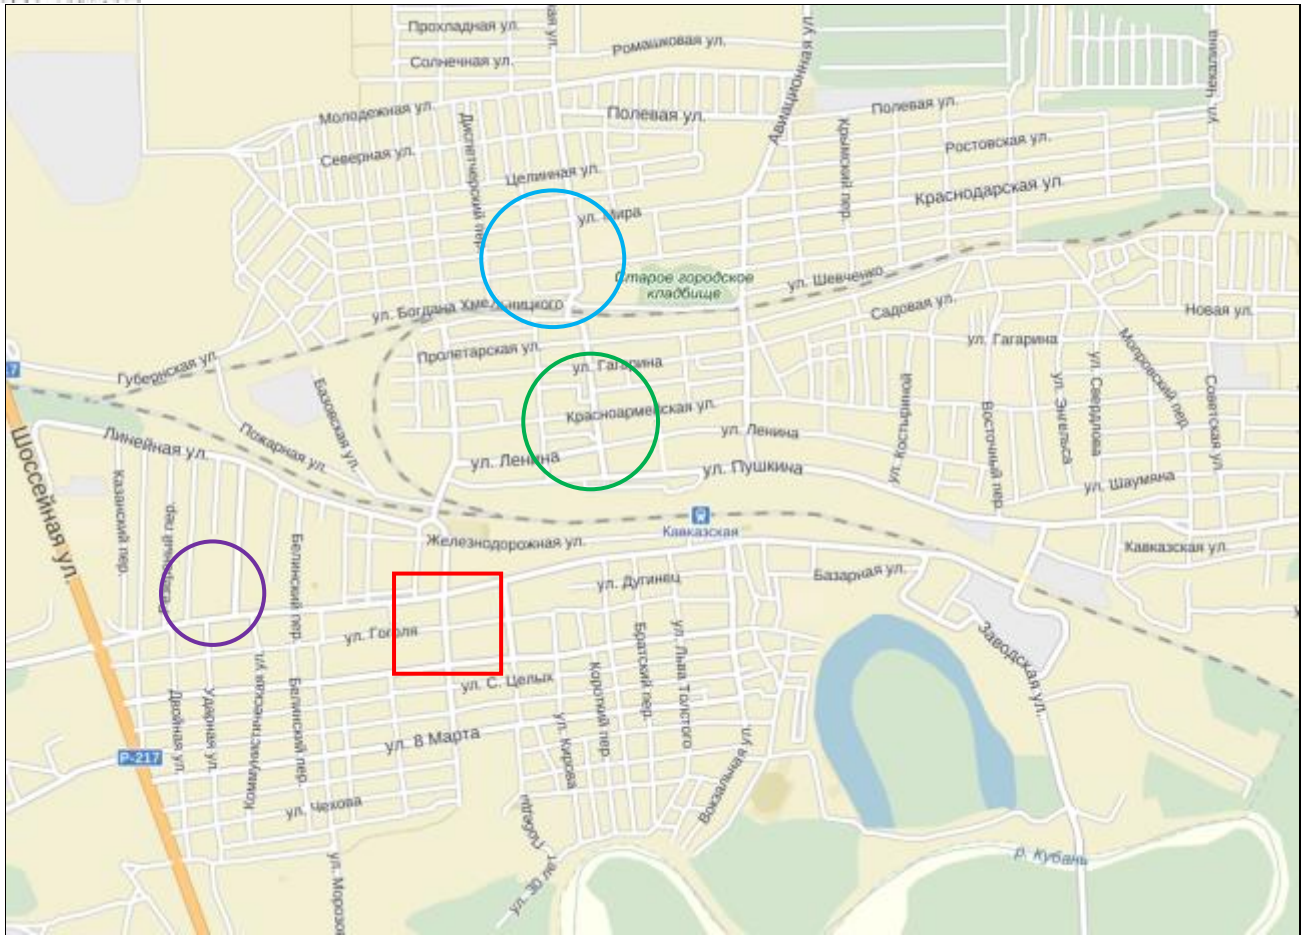 Прохладная ул.
Солнечная ул.
Ромашковая ул.
Молодежная ул.
Северная ул.
Диспетчерский пер.
Полевая ул.
Целинная ул.
ул. Мира
Авиационная ул.
Полевая ул.
Крымский пер.
Ростовская ул.
Краснодарская ул.
ул. Чекалина
Старое городское
кладбище
ул. Шевченко
ул. Богдана Хмельницкого
Садовая ул.
Новая ул.
Губернская ул.
Пролетарская ул.
ул. Гагарина
ул. Гагарина
Красноармейская ул.
ул. Ленина
ул. Ленина
ул. Пушкина
ул. Костыриной
Восточный пер.
ул. Энгельса
ул. Свердлова
Мопровский пер.
Советская ул.
ул. Шаумяна
Базовская ул.
Пожарная ул.
Линейная ул.
Шоссейная ул.
Казанский пер.
Белинский пер.
Железнодорожная ул.
Кавказская
Кавказская ул.
Базарная ул.
ул. Дугинец
ул. Гоголя
Братский пер.
ул. Льва Толстого
Короткий пер.
ул. С. Целых
ул. 8 Марта
ул. Кирова
Вокзальная ул.
Заводская ул.
Двойная ул.
Ударная ул.
Коммунистическая ул.
Белинский пер.
Р-217
ул. Чехова
ул. 30 лет Победы
р. Кубань